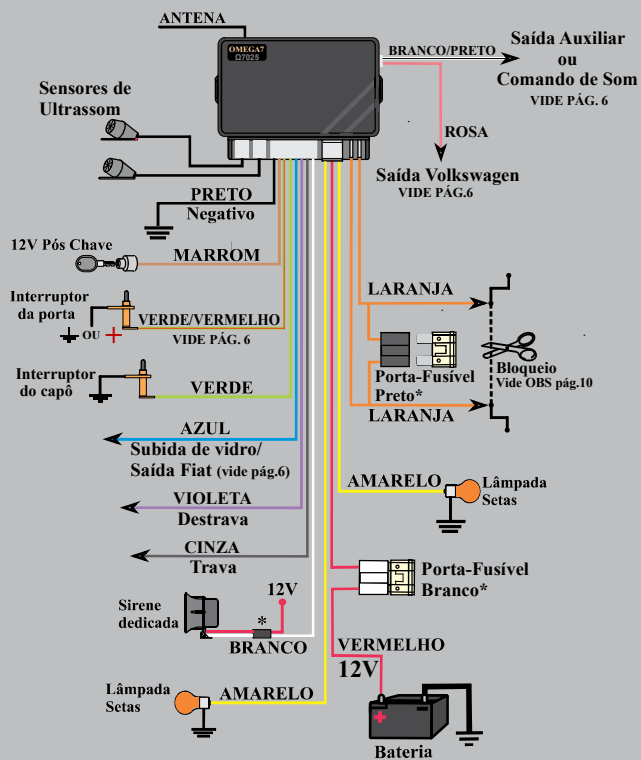 ANTENA
OMEGA7
Ω7025
BRANCO/PRETO
Saída Auxiliar
ou
Comando de Som
VIDE PÁG. 6
Sensores de
Ultrassom
ROSA
Saída Volkswagen
VIDE PÁG.6
PRETO
Negativo
12V Pós Chave
MARROM
LARANJA
Interruptor
da porta
OU +
VERDE/VERMELHO
VIDE PÁG. 6
Porta-Fusível
Preto*
Bloqueio
Vide OBS pág.10
LARANJA
Interruptor
do capô
VERDE
AZUL
Subida de vidro/
Saída Fiat (vide pág.6)
AMARELO
Lâmpada
Setas
VIOLETA
Destrava
CINZA
Trava
Porta-Fusível
Branco*
Sirene
dedicada
12V
*
BRANCO
VERMELHO
12V
Lâmpada
Setas
AMARELO
+
Bateria